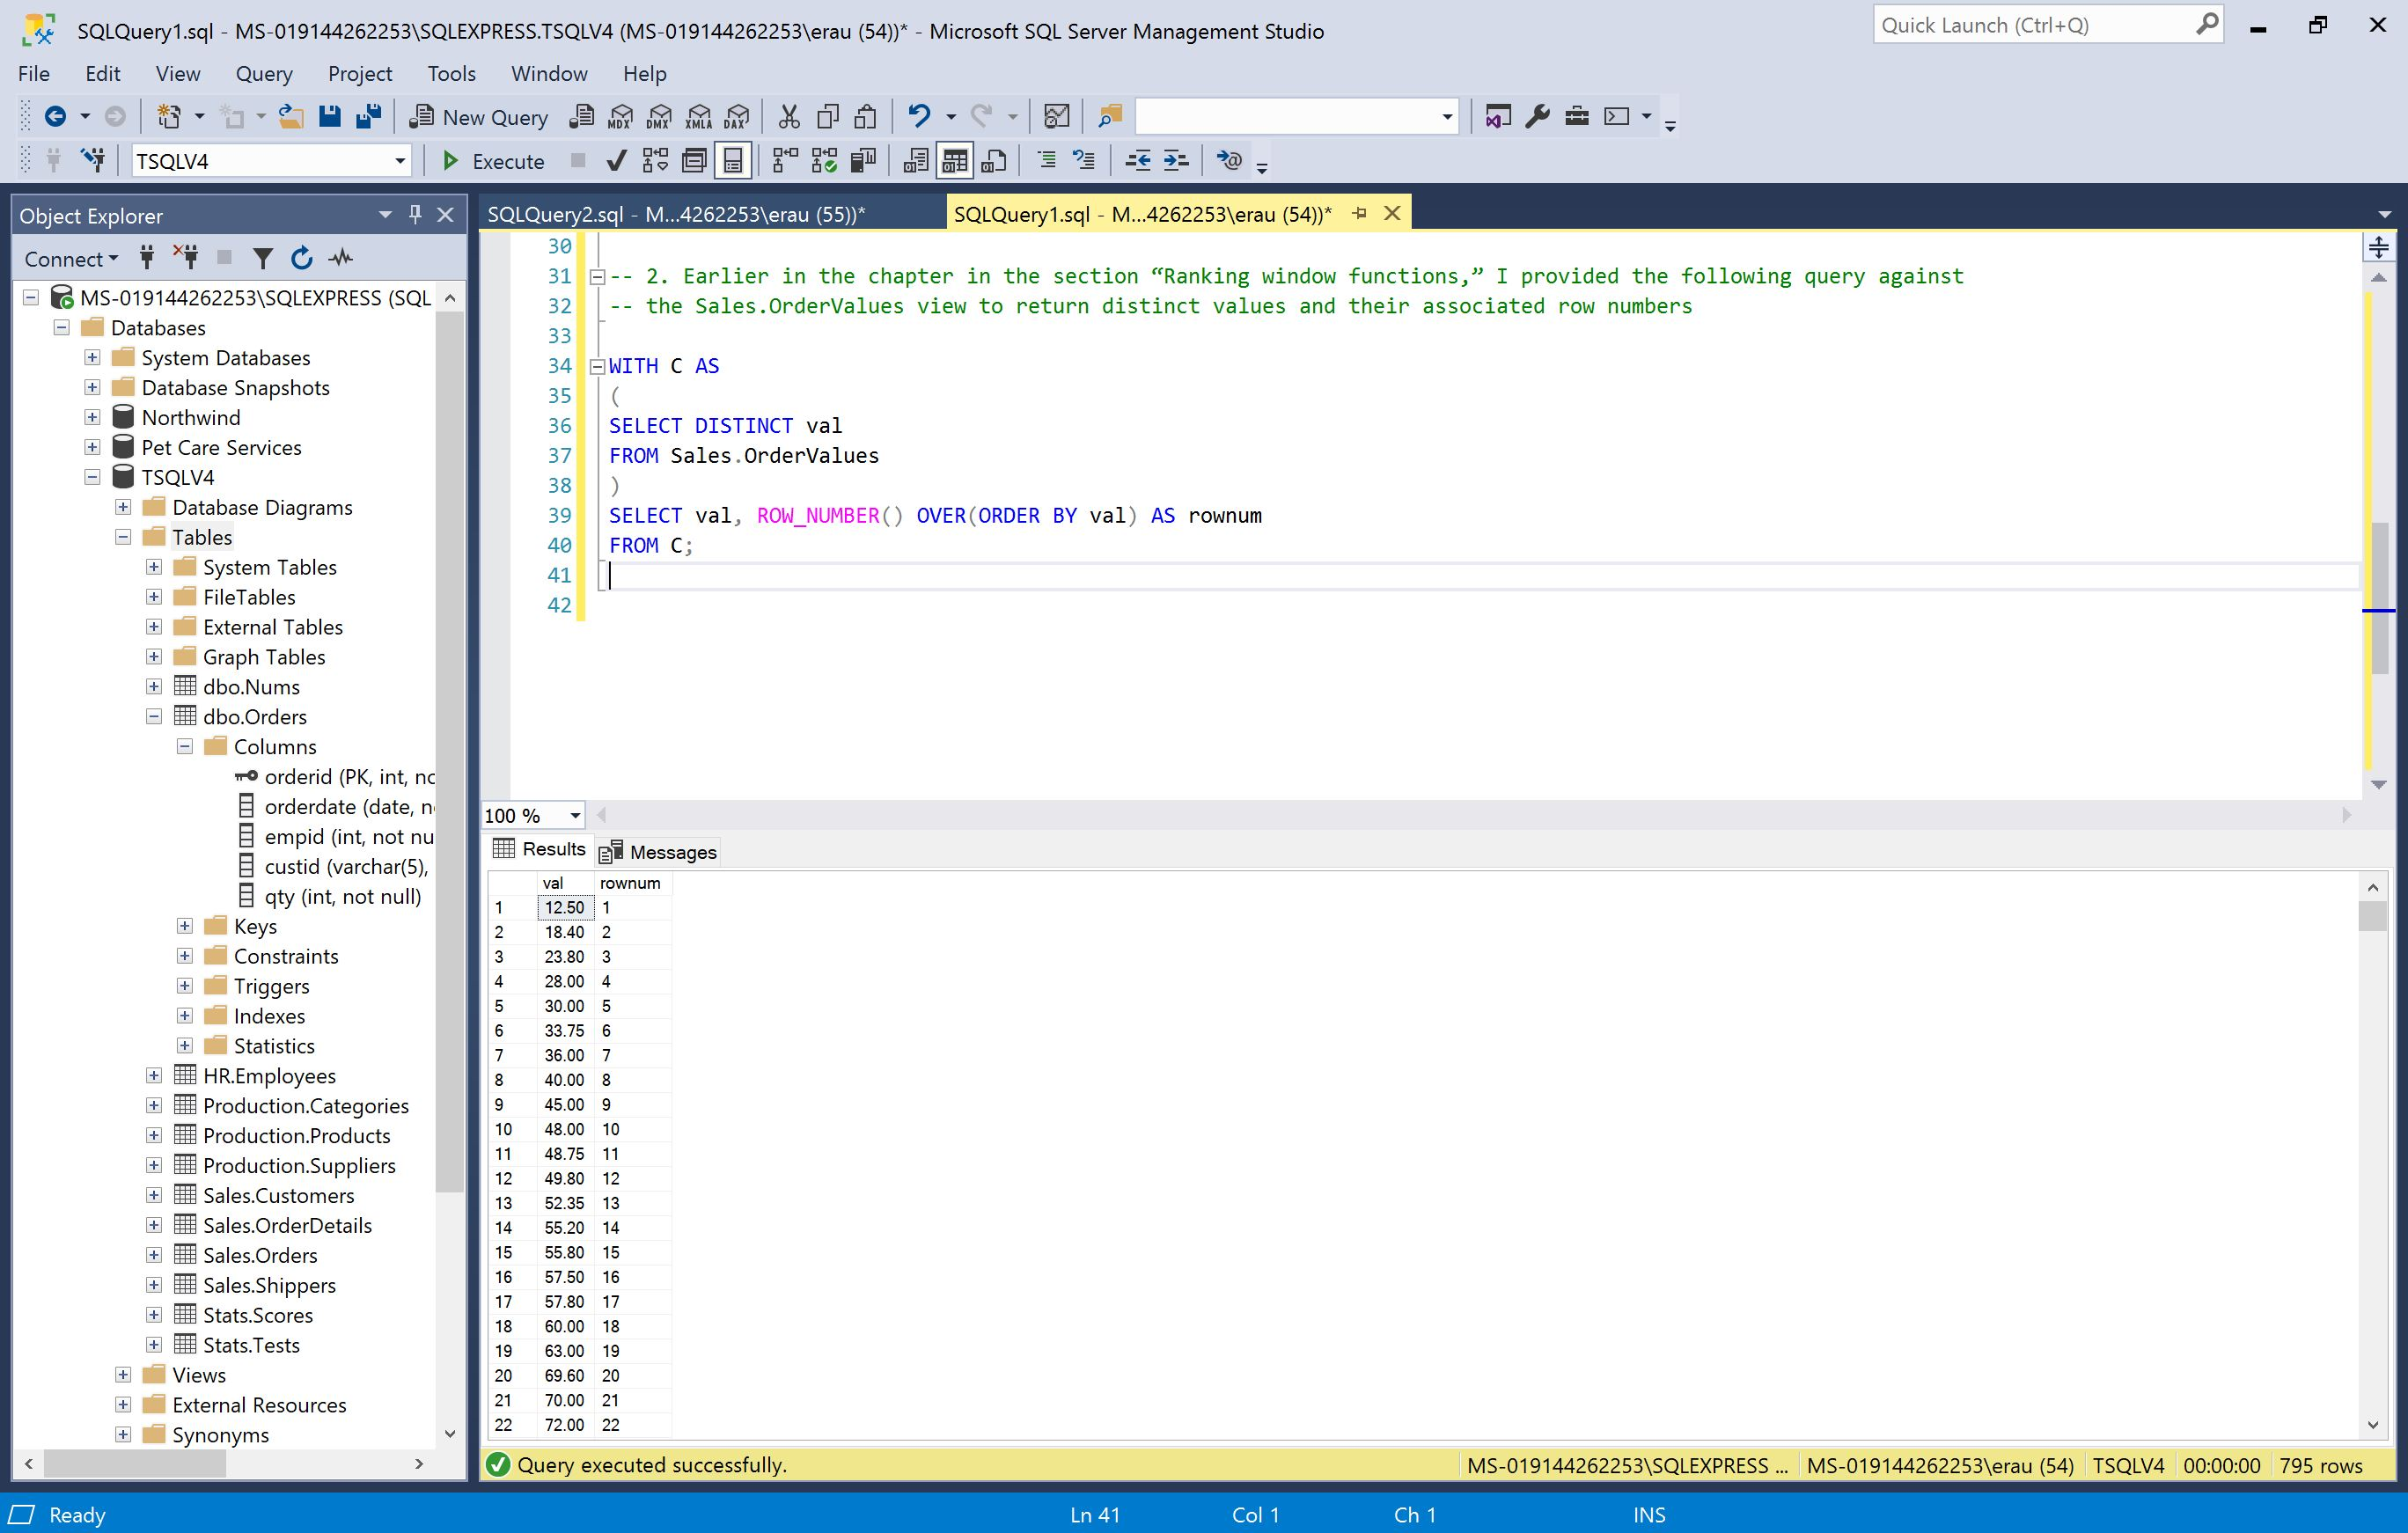 SQLQuery1.sql - MS-019144262253\SQLEXPRESS.TSQLV4 (MS-019144262253\erau (54))* - Microsoft SQL Server Management Studio
Quick Launch (Ctrl+Q)
File Edit View Query Project Tools Window Help
New Query MDX DMX XMLA DAX
TSQLV4 Execute
Object Explorer
Connect
MS-019144262253\SQLEXPRESS (SQL
Databases
System Databases
Database Snapshots
Northwind
Pet Care Services
TSQLV4
Database Diagrams
Tables
System Tables
FileTables
External Tables
Graph Tables
dbo.Nums
dbo.Orders
Columns
orderid (PK, int, no
orderdate (date, n
empid (int, not nu
custid (varchar(5),
qty (int, not null)
Keys
Constraints
Triggers
Indexes
Statistics
HR.Employees
Production.Categories
Production.Products
Production.Suppliers
Sales.Customers
Sales.OrderDetails
Sales.Orders
Sales.Shippers
Stats.Scores
Stats.Tests
Views
External Resources
Synonyms
SQLQuery2.sql - M...4262253\erau (55))* SQLQuery1.sql - M...4262253\erau (54))*
30
31 -- 2. Earlier in the chapter in the section “Ranking window functions,” I provided the following query against
32 -- the Sales.OrderValues view to return distinct values and their associated row numbers
33
34 WITH C AS
35 (
36 SELECT DISTINCT val
37 FROM Sales.OrderValues
38 )
39 SELECT val, ROW_NUMBER() OVER(ORDER BY val) AS rownum
40 FROM C;
41
42
100 %
Results Messages
val rownum
1 12.50 1
2 18.40 2
3 23.80 3
4 28.00 4
5 30.00 5
6 33.75 6
7 36.00 7
8 40.00 8
9 45.00 9
10 48.00 10
11 48.75 11
12 49.80 12
13 52.35 13
14 55.20 14
15 55.80 15
16 57.50 16
17 57.80 17
18 60.00 18
19 63.00 19
20 69.60 20
21 70.00 21
22 72.00 22
Query executed successfully. MS-019144262253\SQLEXPRESS ... MS-019144262253\erau (54) TSQLV4 00:00:00 795 rows
Ready Ln 41 Col 1 Ch 1 INS